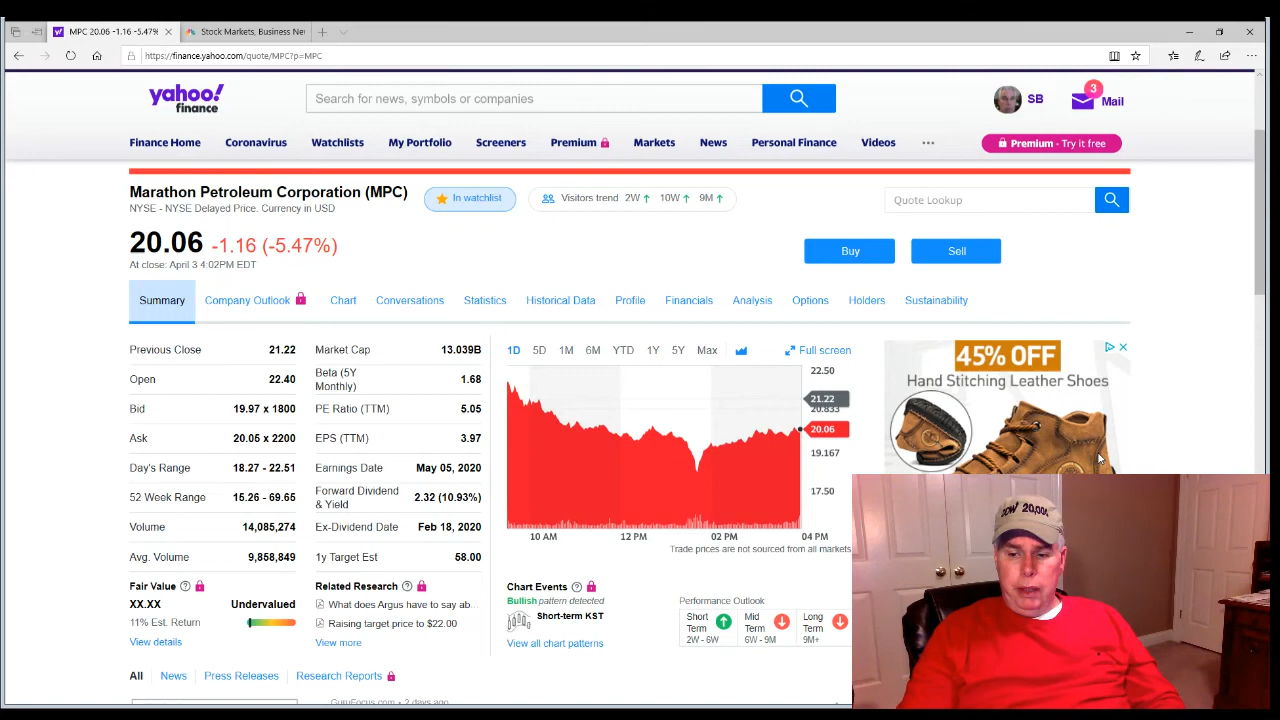 MPC 20.06 -1.16 -5.47%
Stock Markets, Business Ne
https://finance.yahoo.com/quote/MPC?p=MPC
yahoo!
finance
Search for news, symbols or companies
SB
3
Mail
Finance Home Coronavirus Watchlists My Portfolio Screeners Premium Markets News Personal Finance Videos ...
Premium - Try it free
Marathon Petroleum Corporation (MPC)
In watchlist
Visitors trend 2W↑ 10W↑ 9M↑
Quote Lookup
NYSE - NYSE Delayed Price. Currency in USD
20.06 -1.16 (-5.47%)
At close: April 3 4:02PM EDT
Buy
Sell
Summary Company Outlook Chart Conversations Statistics Historical Data Profile Financials Analysis Options Holders Sustainability
Previous Close 21.22
Open 22.40
Bid 19.97 x 1800
Ask 20.05 x 2200
Day's Range 18.27 - 22.51
52 Week Range 15.26 - 69.65
Volume 14,085,274
Avg. Volume 9,858,849
Market Cap 13.039B
Beta (5Y
Monthly) 1.68
PE Ratio (TTM) 5.05
EPS (TTM) 3.97
Earnings Date May 05, 2020
Forward Dividend
& Yield 2.32 (10.93%)
Ex-Dividend Date Feb 18, 2020
1y Target Est 58.00
1D 5D 1M 6M YTD 1Y 5Y Max
Full screen
22.50
21.22
20.833
20.06
19.167
17.50
10 AM 12 PM 02 PM 04 PM
Trade prices are not sourced from all markets
45% OFF
Hand Stitching Leather Shoes
DOW 20,000
Fair Value
XX.XX Undervalued
11% Est. Return
View details
Related Research
What does Argus have to say ab...
Raising target price to $22.00
View more
Chart Events
Bullish pattern detected
Short-term KST
View all chart patterns
Performance Outlook
Short
Term
2W - 6W
Mid
Term
6W - 9M
Long
Term
9M+
All News Press Releases Research Reports
GuruFocus.com • 2 days ago